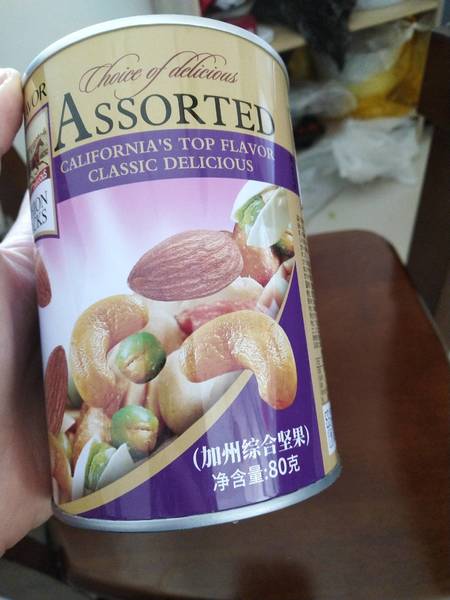 Choice of delicious
ASSORTED
CALIFORNIA'S TOP FLAVOR
CLASSIC DELICIOUS
(加州综合坚果)
净含量:80克